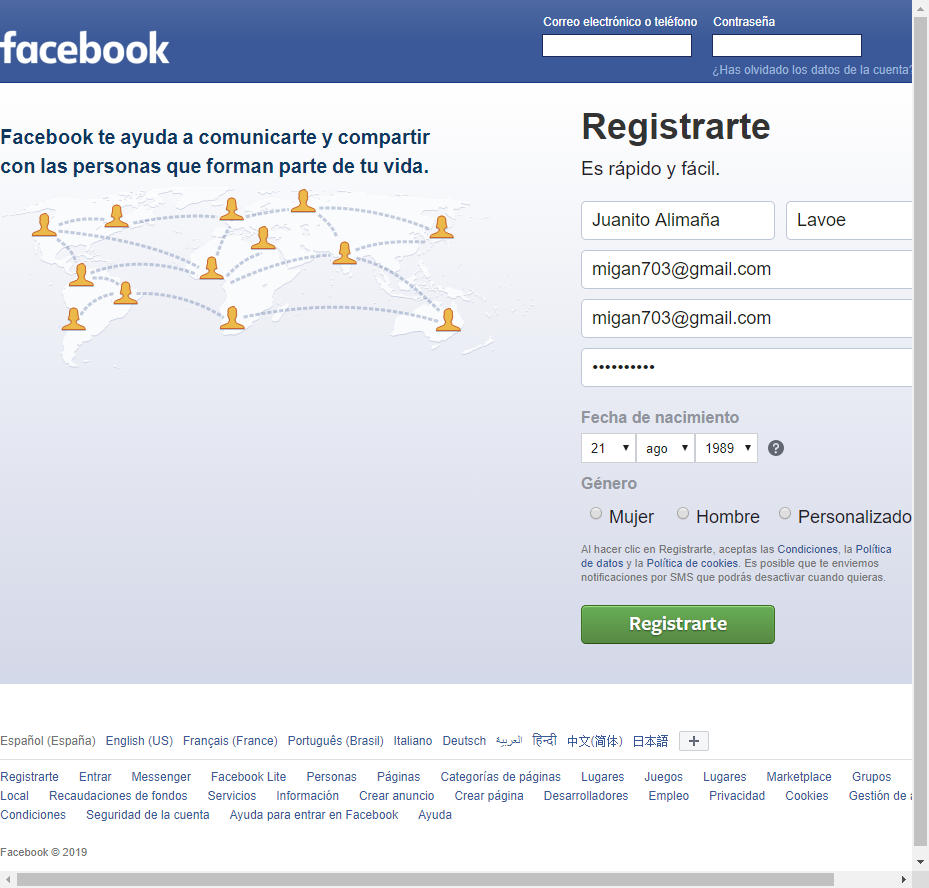 facebook
Correo electrónico o teléfono Contraseña
¿Has olvidado los datos de la cuenta?
Facebook te ayuda a comunicarte y compartir
con las personas que forman parte de tu vida.
Registrarte
Es rápido y fácil.
Juanito Alimaña Lavoe
migan703@gmail.com
migan703@gmail.com
••••••••••
Fecha de nacimiento
21 ago 1989 ?
Género
Mujer Hombre Personalizado
Al hacer clic en Registrarte, aceptas las Condiciones, la Política
de datos y la Política de cookies. Es posible que te enviemos
notificaciones por SMS que podrás desactivar cuando quieras.
Registrarte
Español (España) English (US) Français (France) Português (Brasil) Italiano Deutsch العربية हिन्दी 中文(简体) 日本語 +
Registrarte Entrar Messenger Facebook Lite Personas Páginas Categorías de páginas Lugares Juegos Lugares Marketplace Grupos
Local Recaudaciones de fondos Servicios Información Crear anuncio Crear página Desarrolladores Empleo Privacidad Cookies Gestión de a
Condiciones Seguridad de la cuenta Ayuda para entrar en Facebook Ayuda
Facebook © 2019